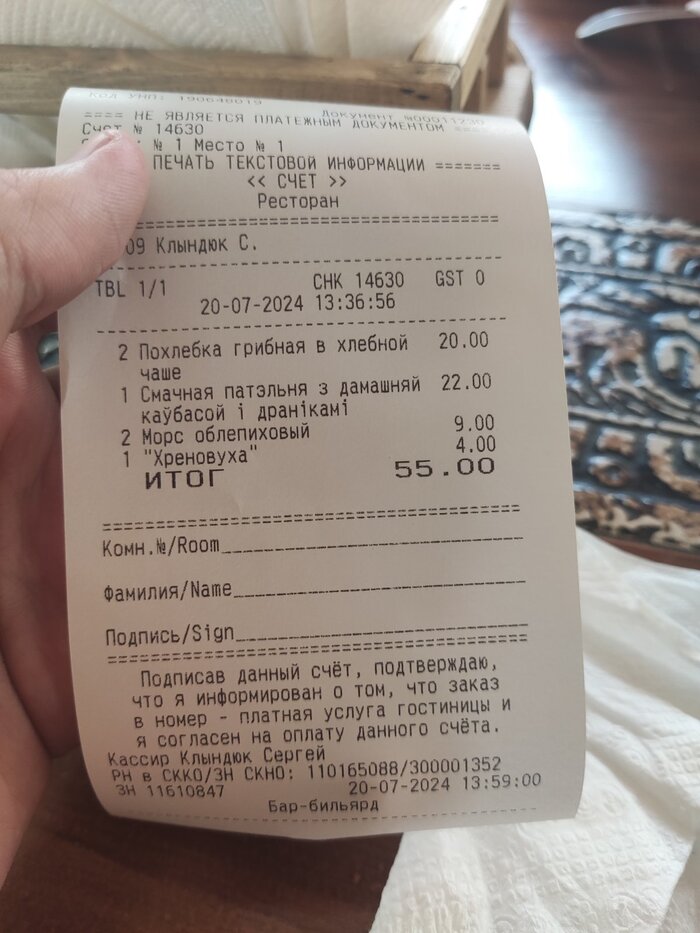 Код УНП: 190648019
Документ №00011230
==== НЕ ЯВЛЯЕТСЯ ПЛАТЕЖНЫМ ДОКУМЕНТОМ ====
Счет № 14630
№ 1 Место № 1
ПЕЧАТЬ ТЕКСТОВОЙ ИНФОРМАЦИИ =======
<< СЧЕТ >>
Ресторан
09 Клындюк С.
TBL 1/1 CHK 14630 GST 0
20-07-2024 13:36:56
2 Похлебка грибная в хлебной 20.00
чаше
1 Смачная патэльня з дамашняй 22.00
каўбасой і дранікамі
2 Морс облепиховый 9.00
1 "Хреновуха" 4.00
ИТОГ 55.00
Комн.№/Room
Фамилия/Name
Подпись/Sign
Подписав данный счёт, подтверждаю,
что я информирован о том, что заказ
в номер - платная услуга гостиницы и
я согласен на оплату данного счёта.
Кассир Клындюк Сергей
РН в СККО/ЗН СКНО: 110165088/300001352
ЗН 11610847 20-07-2024 13:59:00
Бар-бильярд